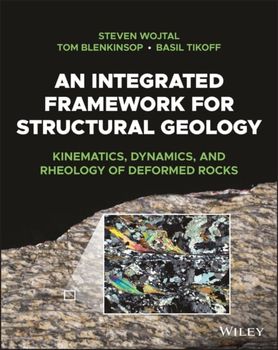 STEVEN WOJTAL
TOM BLENKINSOP • BASIL TIKOFF
AN INTEGRATED
FRAMEWORK FOR
STRUCTURAL GEOLOGY
KINEMATICS, DYNAMICS, AND
RHEOLOGY OF DEFORMED ROCKS
WILEY